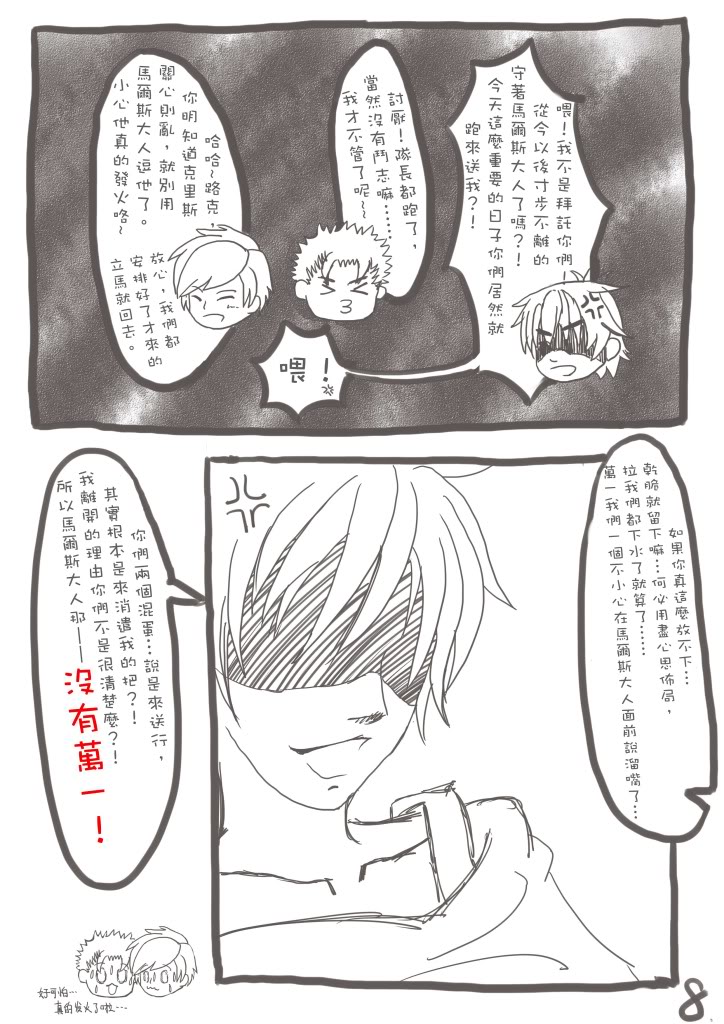 喂！我不是拜託你們，
從今以後寸步不離的
守著馬爾斯大人了嗎？！
今天這麼重要的日子你們居然就
跑來送我？！
討厭！隊長都跑了，
當然沒有鬥志嘛……
我才不管了呢～
哈哈～路克，
你明知道克里斯
關心則亂，就別用
馬爾斯大人逗他了。
小心他真的發火咯～
放心，我們都
安排好了才來的
立馬就回去。
喂！
如果你真這麼放不下…
乾脆就留下嘛…何必用盡心思佈局，
拉我們都下水了就算了……
萬一我們一個不小心在馬爾斯大人面前說溜嘴了…
你們兩個混蛋…說是來送行，
其實根本是來消遣我的把？！
我離開的理由你們不是很清楚麼？！
所以馬爾斯大人那——沒有萬一！
好可怕…
真的发火了啦…
8